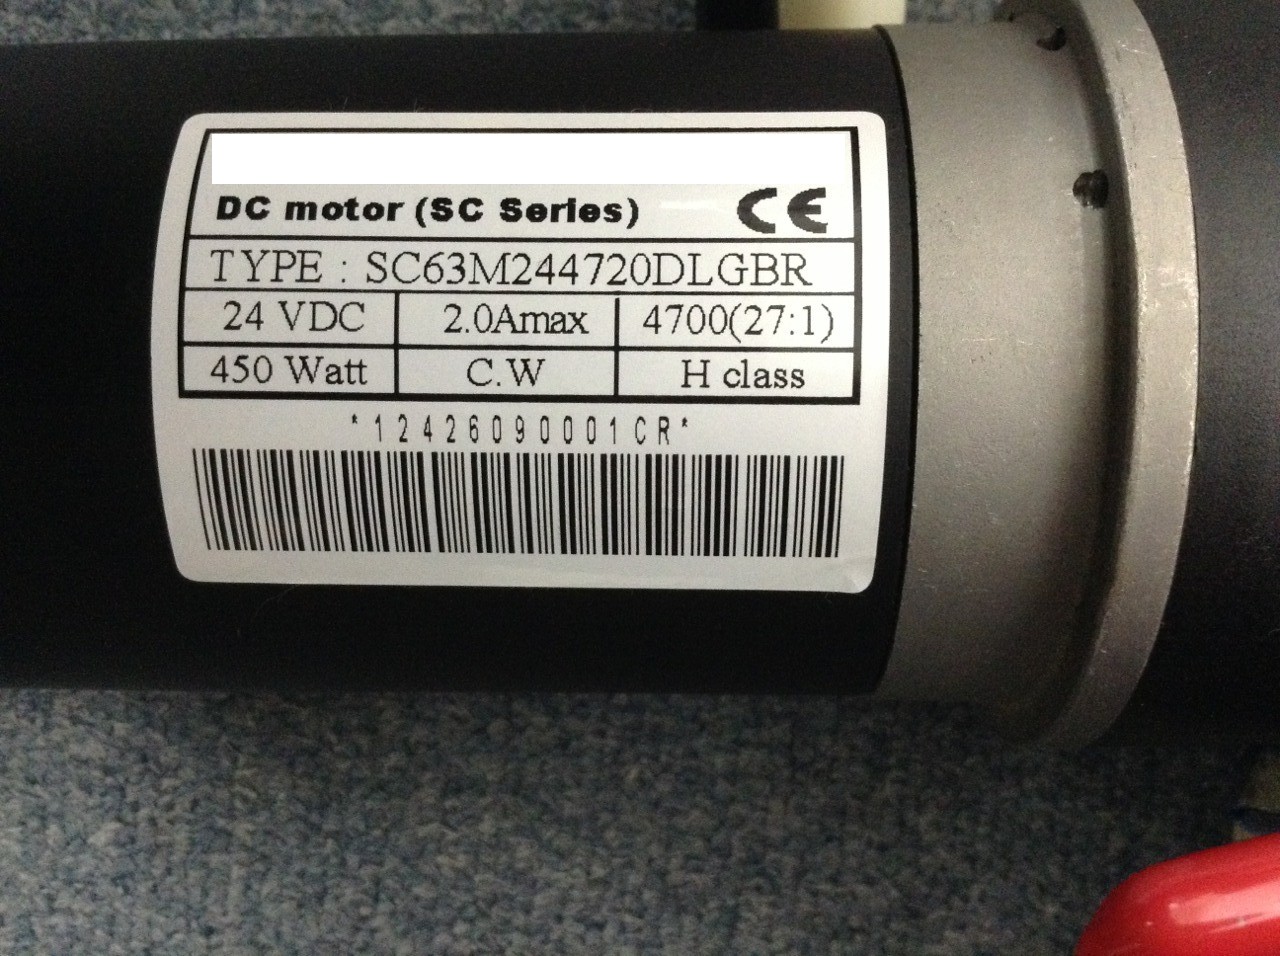 DC motor (SC Series) CE
TYPE : SC63M244720DLGBR
24 VDC 2.0Amax 4700(27:1)
450 Watt C.W H class
*12426090001CR*